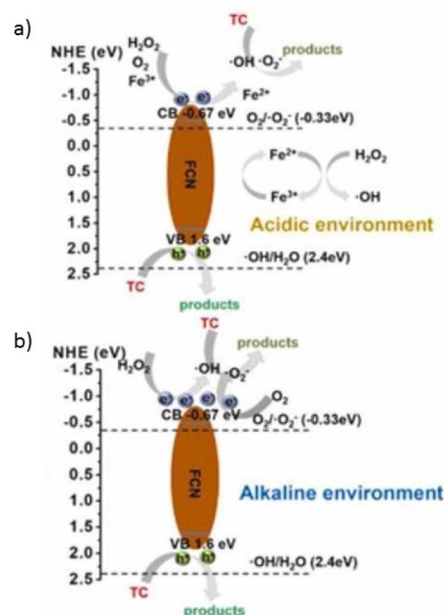 a)
TC
NHE (eV)
H₂O₂
O₂
Fe³⁺
·OH ·O₂⁻
products
e⁻ e⁻
Fe²⁺
CB -0.67 eV
O₂/·O₂⁻ (-0.33eV)
-1.5
-1.0
-0.5
0.0
0.5
1.0
1.5
2.0
2.5
FCN
Fe²⁺
H₂O₂
Fe³⁺
·OH
Acidic environment
VB 1.6 eV
h⁺ h⁺
·OH/H₂O (2.4eV)
TC
products
b)
TC
NHE (eV)
H₂O₂
·OH ·O₂⁻
products
e⁻ e⁻ e⁻ e⁻
O₂
CB -0.67 eV
O₂/·O₂⁻ (-0.33eV)
-1.5
-1.0
-0.5
0.0
0.5
1.0
1.5
2.0
2.5
FCN
Alkaline environment
VB 1.6 eV
h⁺ h⁺
·OH/H₂O (2.4eV)
TC
products